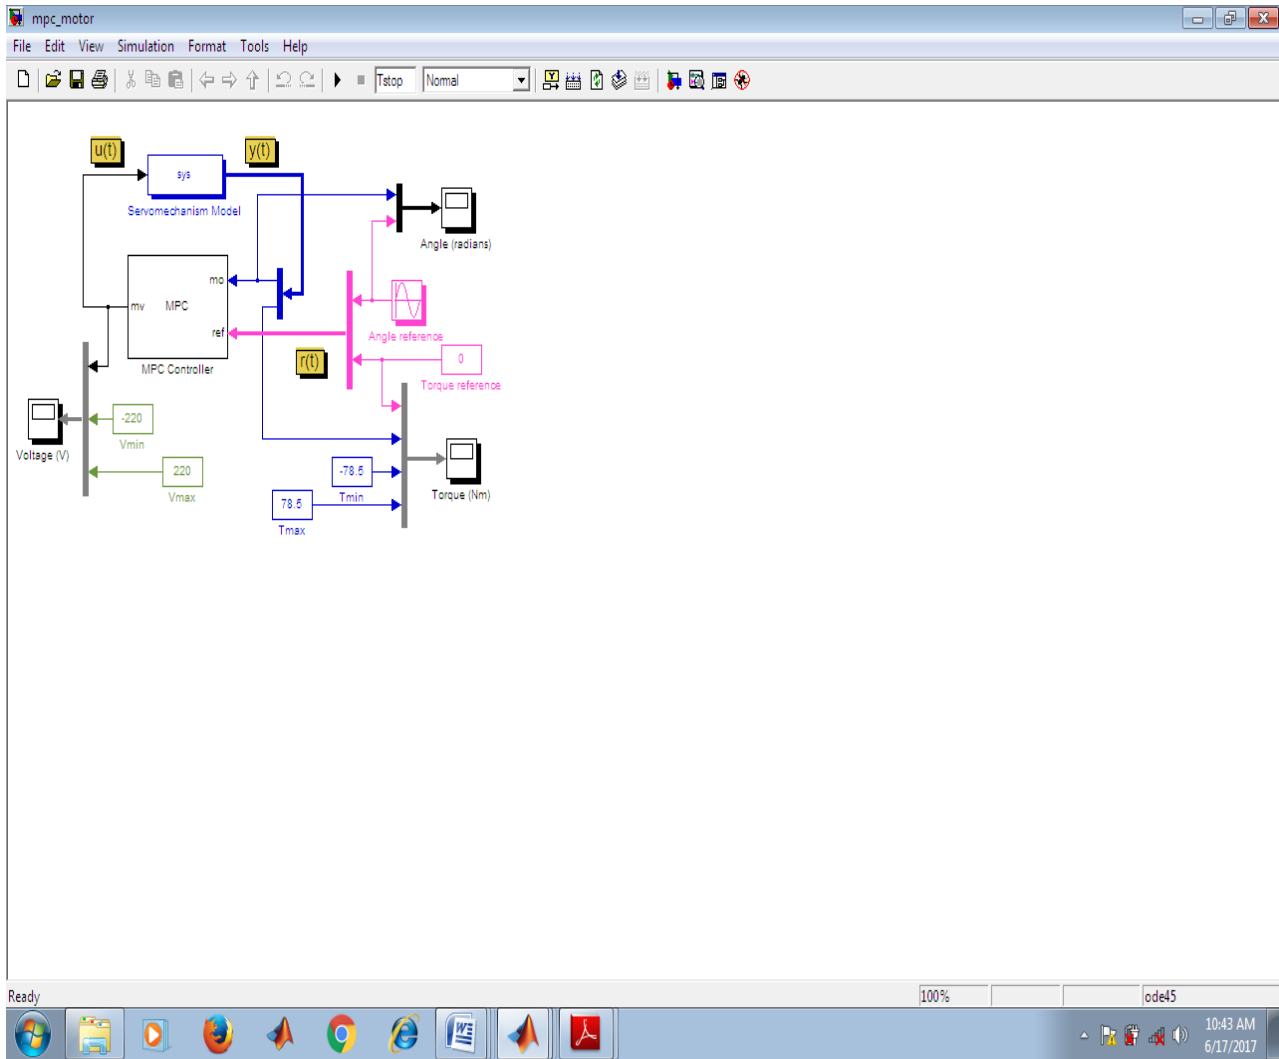 mpc_motor
File Edit View Simulation Format Tools Help
Tstop Normal
u(t) y(t)
sys
Servomechanism Model
Angle (radians)
mo
mv MPC
ref
MPC Controller
Angle reference
r(t)
0
Torque reference
-220
Vmin
Voltage (V)
220
Vmax
-78.5
Tmin
Torque (Nm)
78.5
Tmax
Ready 100% ode45
10:43 AM
6/17/2017